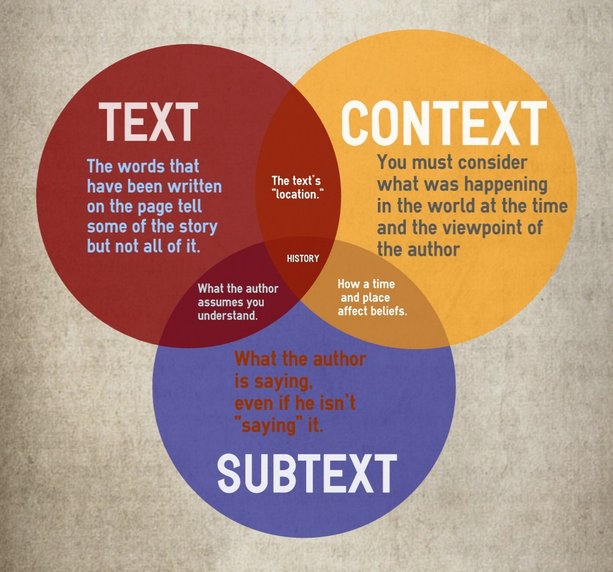 TEXT
The words that
have been written
on the page tell
some of the story
but not all of it.
CONTEXT
You must consider
what was happening
in the world at the time
and the viewpoint of
the author
The text's
"location."
HISTORY
What the author
assumes you
understand.
How a time
and place
affect beliefs.
What the author
is saying,
even if he isn't
"saying" it.
SUBTEXT